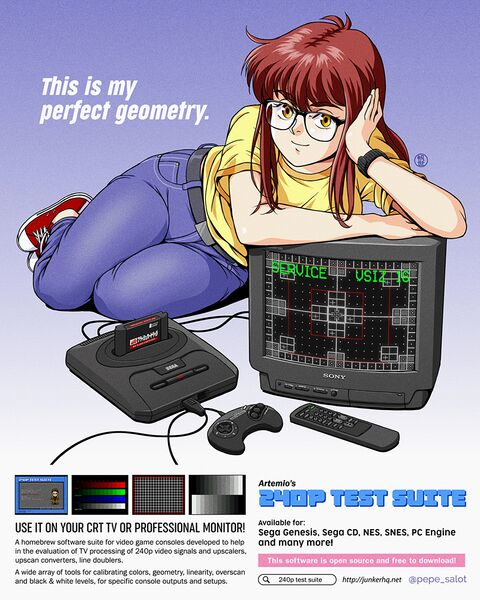 This is my
perfect geometry.
SERVICE VSIZ 16
SEGA
SONY
240P TEST SUITE
Artemio's
240P TEST SUITE
USE IT ON YOUR CRT TV OR PROFESSIONAL MONITOR!
A homebrew software suite for video game consoles developed to help
in the evaluation of TV processing of 240p video signals and upscalers,
upscan converters, line doublers.
A wide array of tools for calibrating colors, geometry, linearity, overscan
and black & white levels, for specific console outputs and setups.
Available for:
Sega Genesis, Sega CD, NES, SNES, PC Engine
and many more!
This software is open source and free to download!
240p test suite
http://junkerhq.net
@pepe_salot